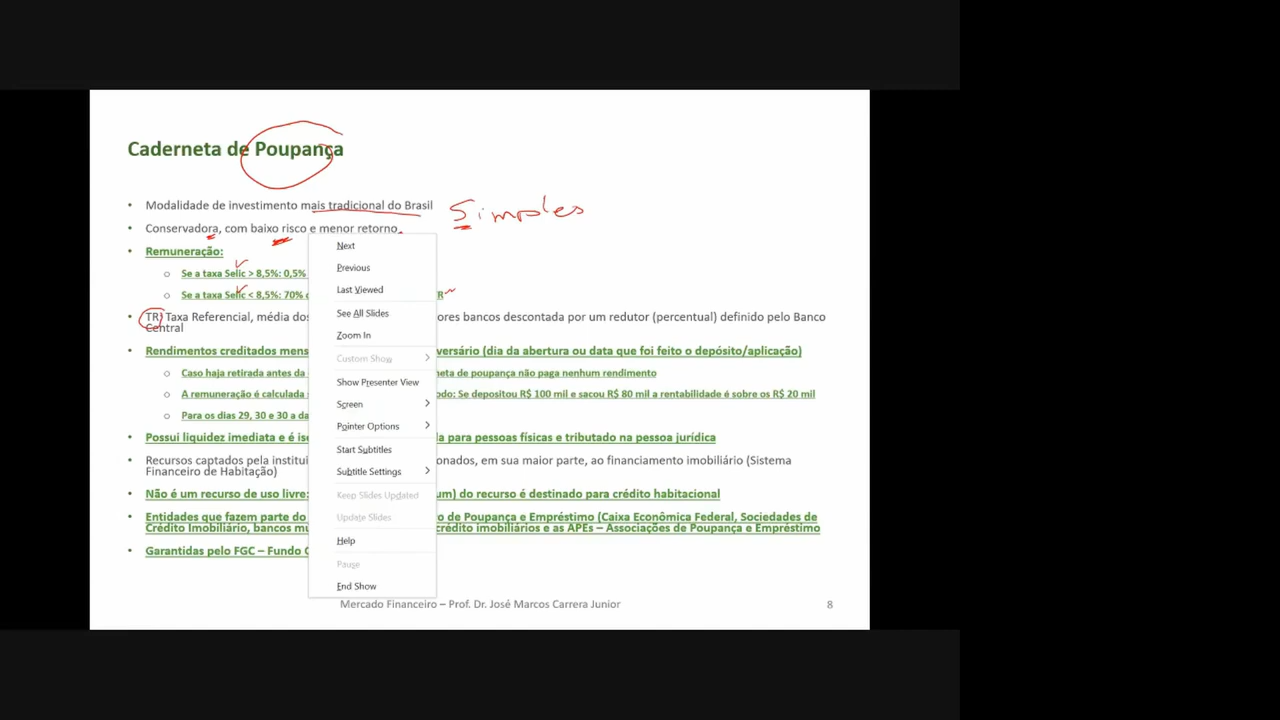 Caderneta de Poupança
• Modalidade de investimento mais tradicional do Brasil
Simples
• Conservadora, com baixo risco e menor retorno.
• Remuneração:
o Se a taxa Selic > 8,5%: 0,5%
o Se a taxa Selic < 8,5%: 70% R
• TR: Taxa Referencial, média dos ores bancos descontada por um redutor (percentual) definido pelo Banco
Central
• Rendimentos creditados mens versário (dia da abertura ou data que foi feito o depósito/aplicação)
o Caso haja retirada antes da neta de poupança não paga nenhum rendimento
o A remuneração é calculada odo: Se depositou R$ 100 mil e sacou R$ 80 mil a rentabilidade é sobre os R$ 20 mil
o Para os dias 29, 30 e 30 a da
• Possui liquidez imediata e é ise da para pessoas físicas e tributado na pessoa jurídica
• Recursos captados pela institui onados, em sua maior parte, ao financiamento imobiliário (Sistema
Financeiro de Habitação)
• Não é um recurso de uso livre: um) do recurso é destinado para crédito habitacional
• Entidades que fazem parte do o de Poupança e Empréstimo (Caixa Econômica Federal, Sociedades de
Crédito Imobiliário, bancos mú crédito imobiliários e as APEs – Associações de Poupança e Empréstimo
• Garantidas pelo FGC – Fundo
Next
Previous
Last Viewed
See All Slides
Zoom In
Custom Show
Show Presenter View
Screen
Pointer Options
Start Subtitles
Subtitle Settings
Keep Slides Updated
Update Slides
Help
Pause
End Show
Mercado Financeiro – Prof. Dr. José Marcos Carrera Junior
8